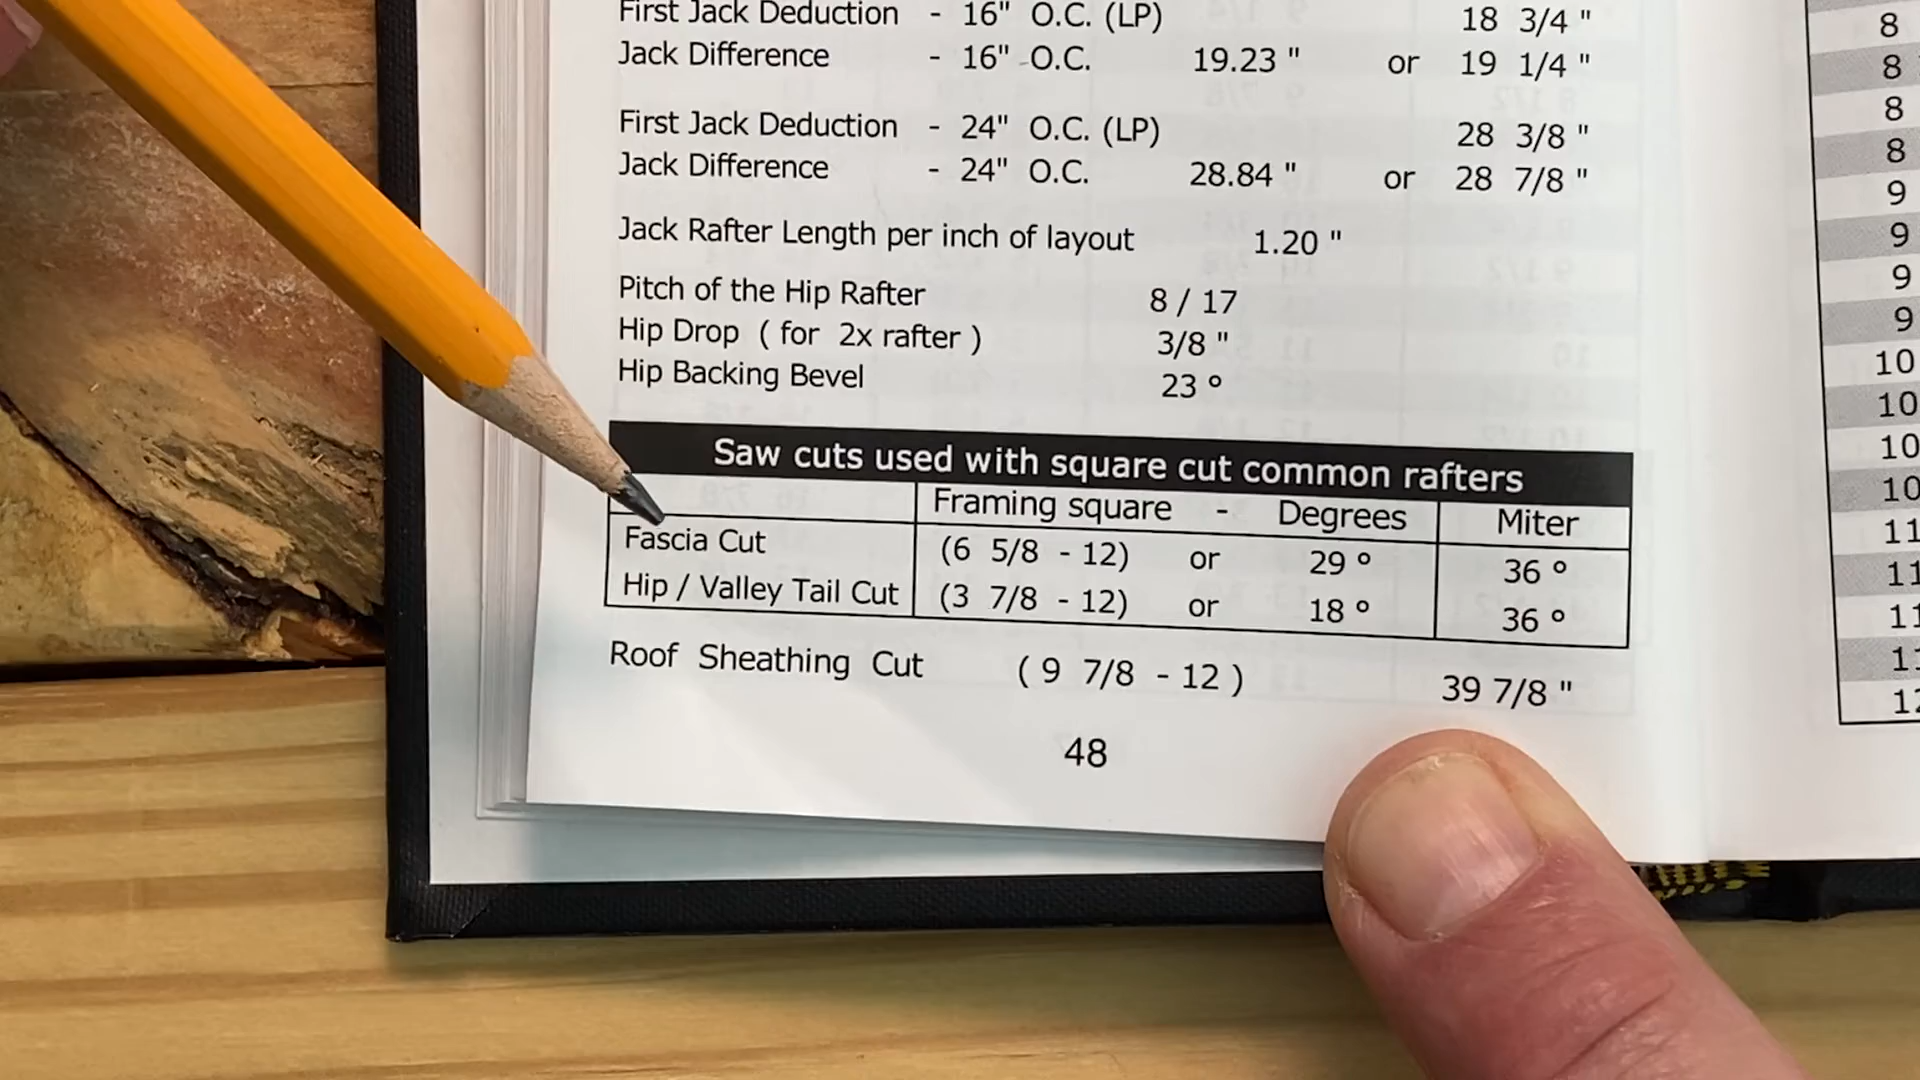 First Jack Deduction - 16" O.C. (LP) 18 3/4 "
Jack Difference - 16" O.C. 19.23 " or 19 1/4 "
First Jack Deduction - 24" O.C. (LP) 28 3/8 "
Jack Difference - 24" O.C. 28.84 " or 28 7/8 "
Jack Rafter Length per inch of layout 1.20 "
Pitch of the Hip Rafter 8 / 17
Hip Drop ( for 2x rafter ) 3/8 "
Hip Backing Bevel 23 º
Saw cuts used with square cut common rafters
Framing square - Degrees Miter
Fascia Cut (6 5/8 - 12) or 29 º 36 º
Hip / Valley Tail Cut (3 7/8 - 12) or 18 º 36 º
Roof Sheathing Cut ( 9 7/8 - 12 ) 39 7/8 "
48
8
8
8
8
9
9
9
9
10
10
10
10
11
11
11